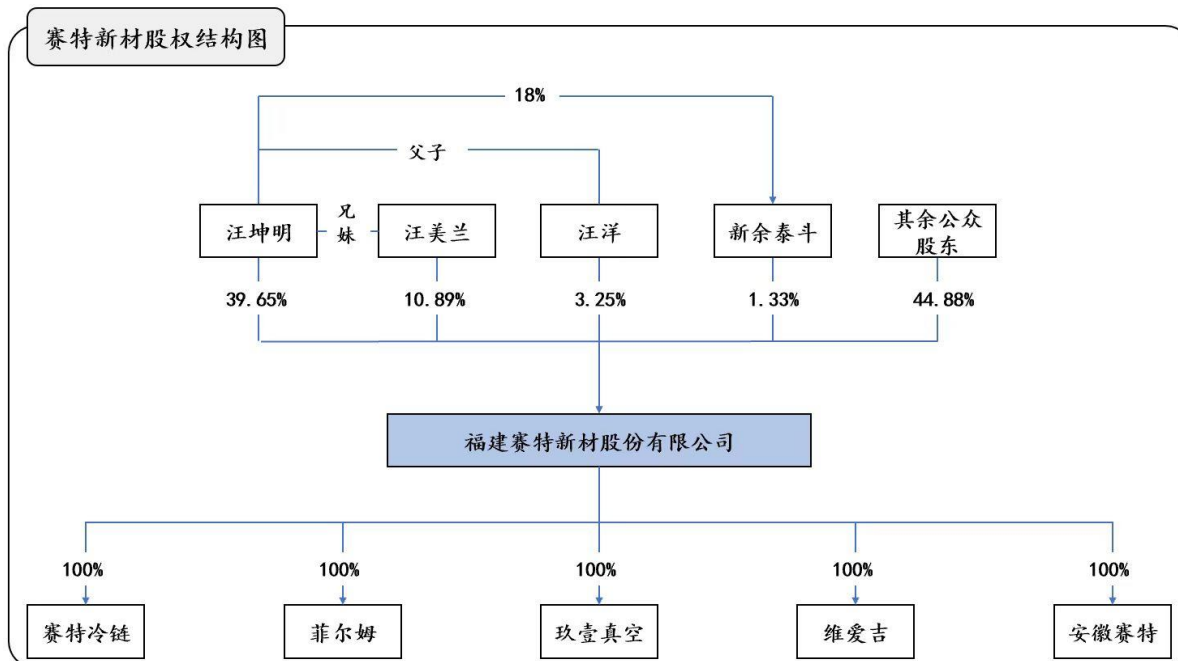 赛特新材股权结构图
18%
父子
汪坤明
兄
妹
汪美兰
汪洋
新余泰斗
其余公众
股东
39.65%
10.89%
3.25%
1.33%
44.88%
福建赛特新材股份有限公司
100%
100%
100%
100%
100%
赛特冷链
菲尔姆
玖壹真空
维爱吉
安徽赛特